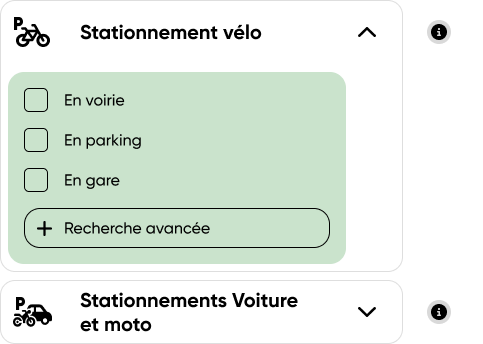 P
Stationnement vélo
En voirie
En parking
En gare
+ Recherche avancée
P
Stationnements Voiture
et moto